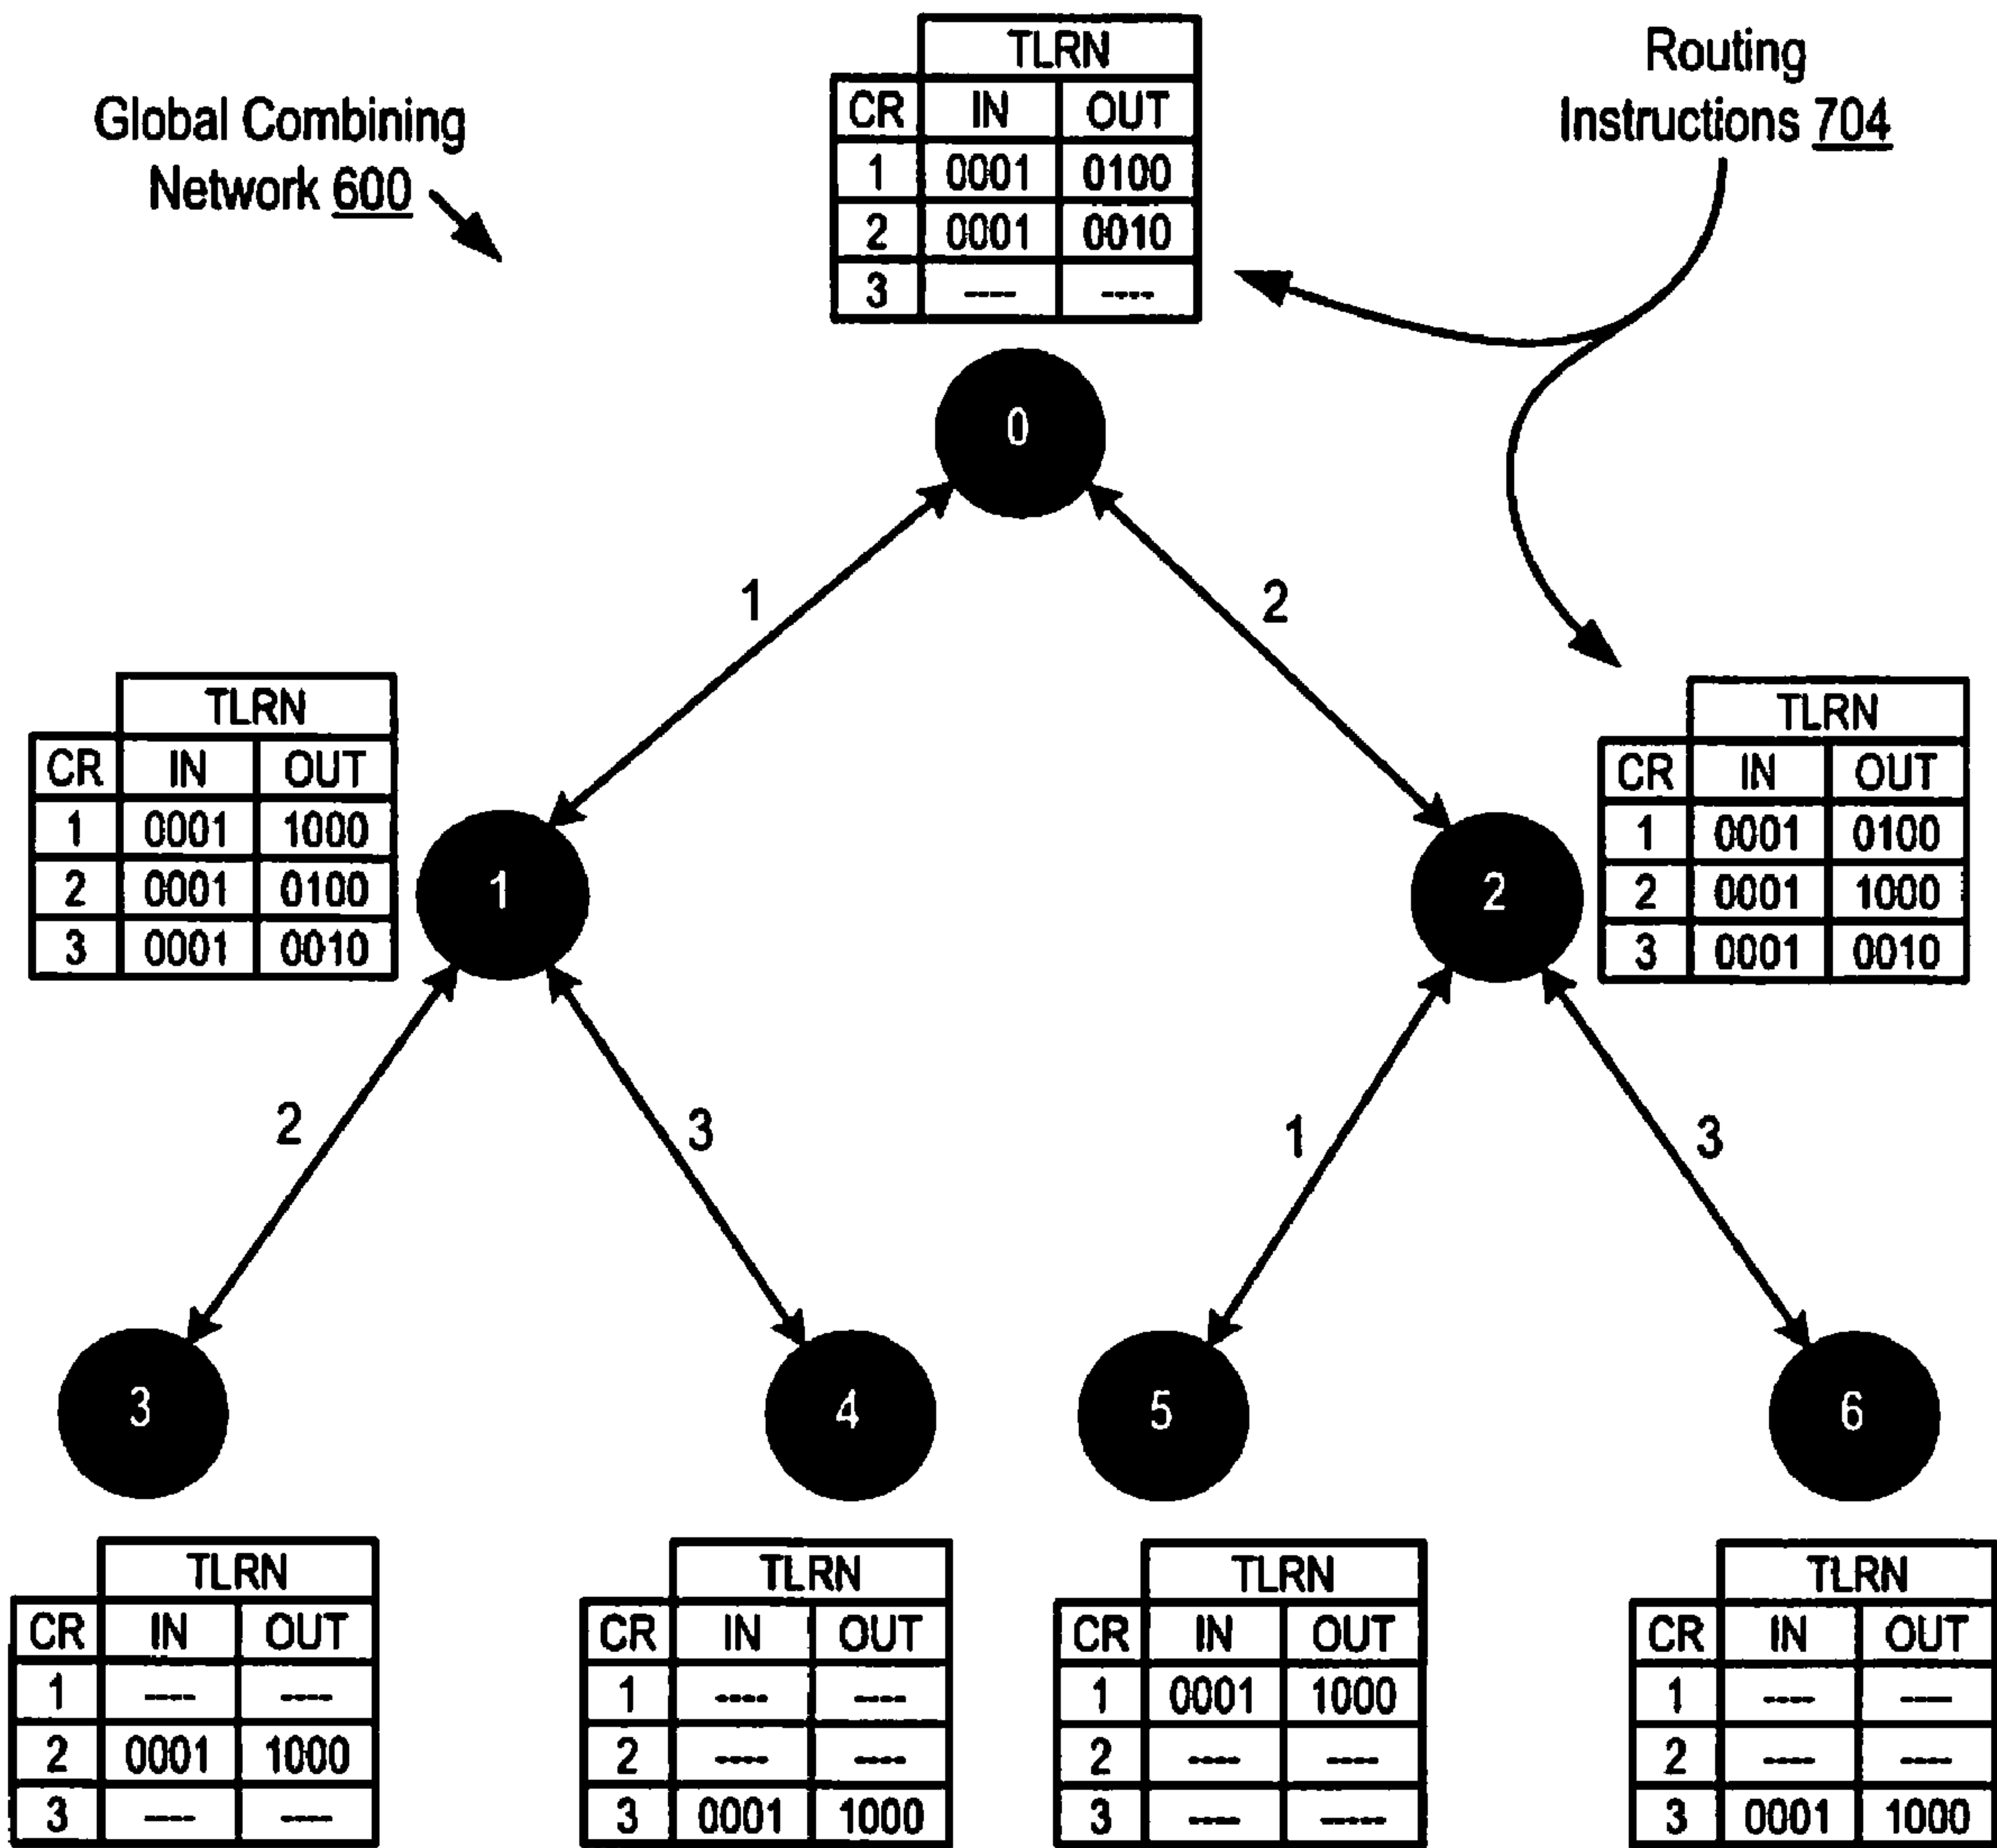 Global Combining
Network 600
Routing
Instructions 704
TLRN
CR IN OUT
1 0001 0100
2 0001 0010
3 ---- ----
0
1
2
TLRN
CR IN OUT
1 0001 1000
2 0001 0100
3 0001 0010
1
2
TLRN
CR IN OUT
1 0001 0100
2 0001 1000
3 0001 0010
2
3
1
3
3
4
5
6
TLRN
CR IN OUT
1 ---- ----
2 0001 1000
3 ---- ----
TLRN
CR IN OUT
1 ---- ----
2 ---- ----
3 0001 1000
TLRN
CR IN OUT
1 0001 1000
2 ---- ----
3 ---- -----
TLRN
CR IN OUT
1 ---- ----
2 ---- ----
3 0001 1000